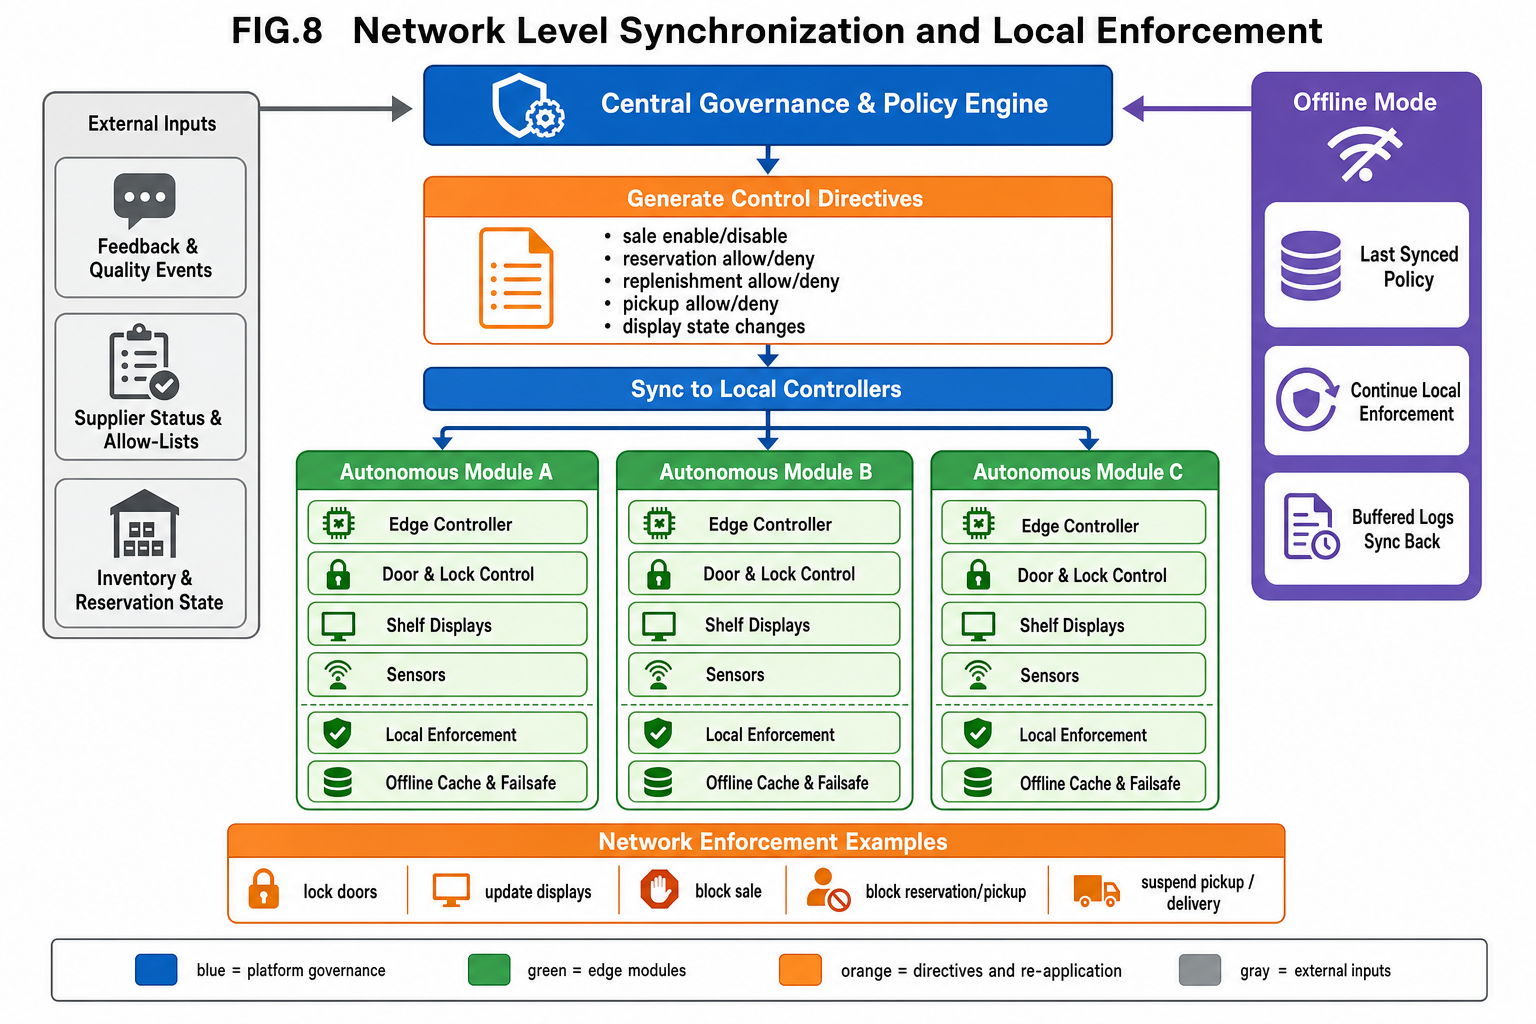 FIG.8 Network Level Synchronization and Local Enforcement
External Inputs
Feedback &
Quality Events
Supplier Status &
Allow-Lists
Inventory &
Reservation State
Central Governance & Policy Engine
Generate Control Directives
• sale enable/disable
• reservation allow/deny
• replenishment allow/deny
• pickup allow/deny
• display state changes
Sync to Local Controllers
Autonomous Module A
Edge Controller
Door & Lock Control
Shelf Displays
Sensors
Local Enforcement
Offline Cache & Failsafe
Autonomous Module B
Edge Controller
Door & Lock Control
Shelf Displays
Sensors
Local Enforcement
Offline Cache & Failsafe
Autonomous Module C
Edge Controller
Door & Lock Control
Shelf Displays
Sensors
Local Enforcement
Offline Cache & Failsafe
Offline Mode
Last Synced
Policy
Continue Local
Enforcement
Buffered Logs
Sync Back
Network Enforcement Examples
lock doors
update displays
block sale
block reservation/pickup
suspend pickup /
delivery
blue = platform governance
green = edge modules
orange = directives and re-application
gray = external inputs